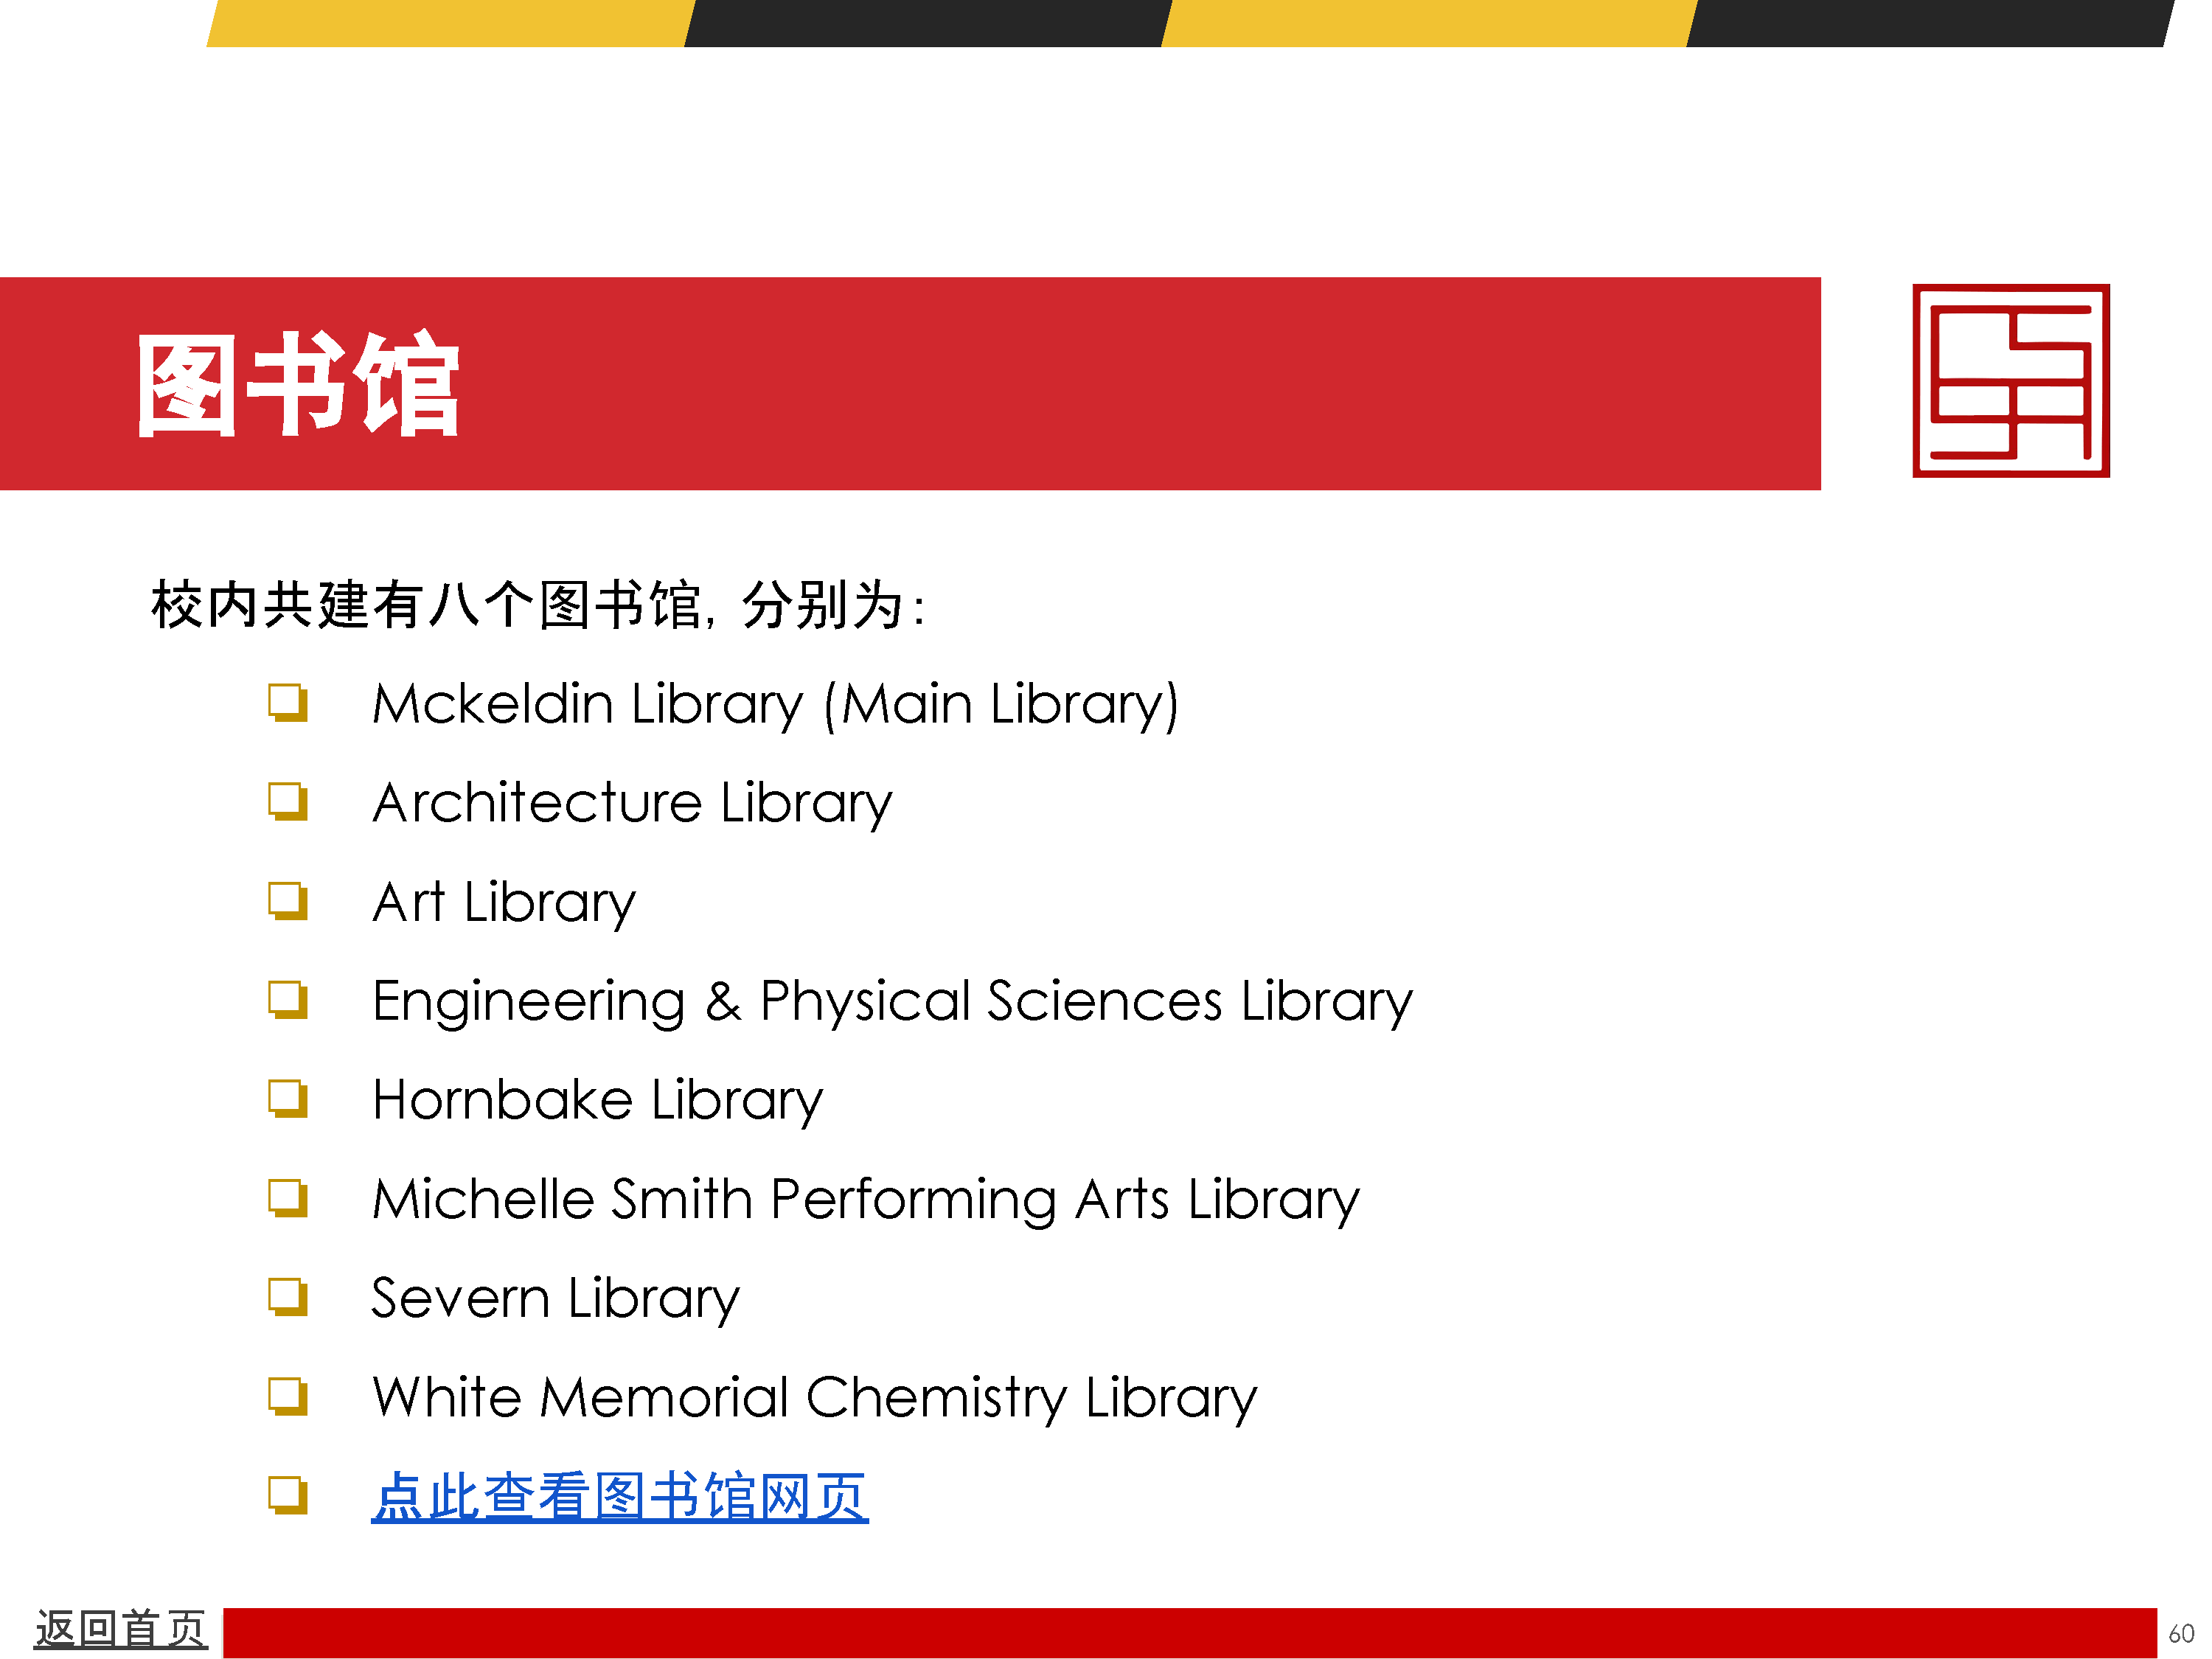 图书馆
校内共建有八个图书馆，分别为：
Mckeldin Library (Main Library)
Architecture Library
Art Library
Engineering & Physical Sciences Library
Hornbake Library
Michelle Smith Performing Arts Library
Severn Library
White Memorial Chemistry Library
点此查看图书馆网页
返回首页
60